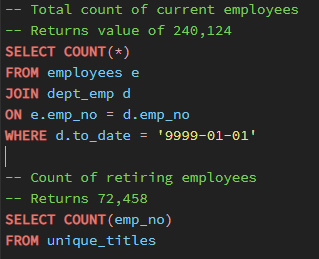 -- Total count of current employees
-- Returns value of 240,124
SELECT COUNT(*)
FROM employees e
JOIN dept_emp d
ON e.emp_no = d.emp_no
WHERE d.to_date = '9999-01-01'
-- Count of retiring employees
-- Returns 72,458
SELECT COUNT(emp_no)
FROM unique_titles